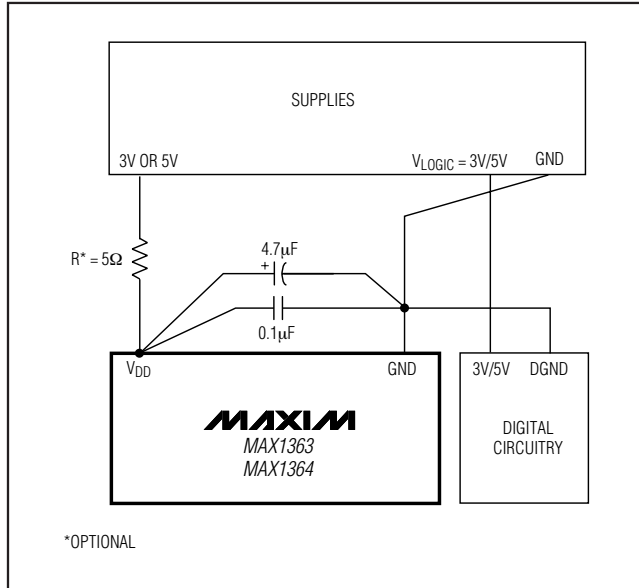 SUPPLIES
3V OR 5V
VLOGIC = 3V/5V
GND
R* = 5Ω
4.7μF
+
0.1μF
VDD
GND
3V/5V
DGND
MAXIM
MAX1363
MAX1364
DIGITAL
CIRCUITRY
*OPTIONAL